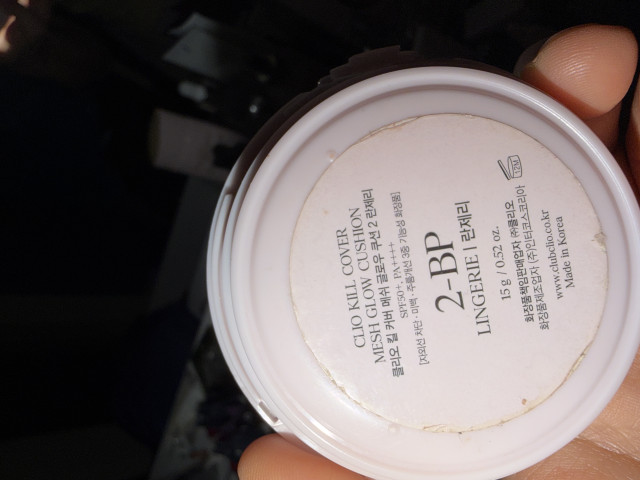 CLIO KILL COVER
MESH GLOW CUSHION
클리오 킬 커버 메쉬 글로우 쿠션 2 란제리
SPF50+, PA++++
[자외선 차단 · 미백 · 주름개선 3중 기능성 화장품]
2-BP
LINGERIE | 란제리
15 g / 0.52 oz.
12M
화장품책임판매업자 ㈜클리오
화장품제조업자 (주)인터코스코리아
www.clubclio.co.kr
Made in Korea